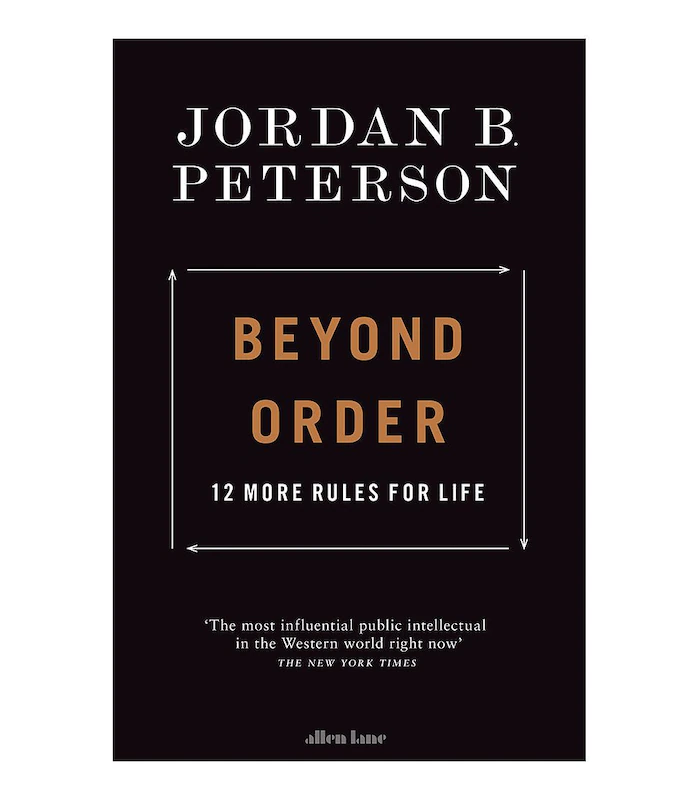 JORDAN B.
PETERSON
BEYOND
ORDER
12 MORE RULES FOR LIFE
‘The most influential public intellectual
in the Western world right now’
THE NEW YORK TIMES
allen lane